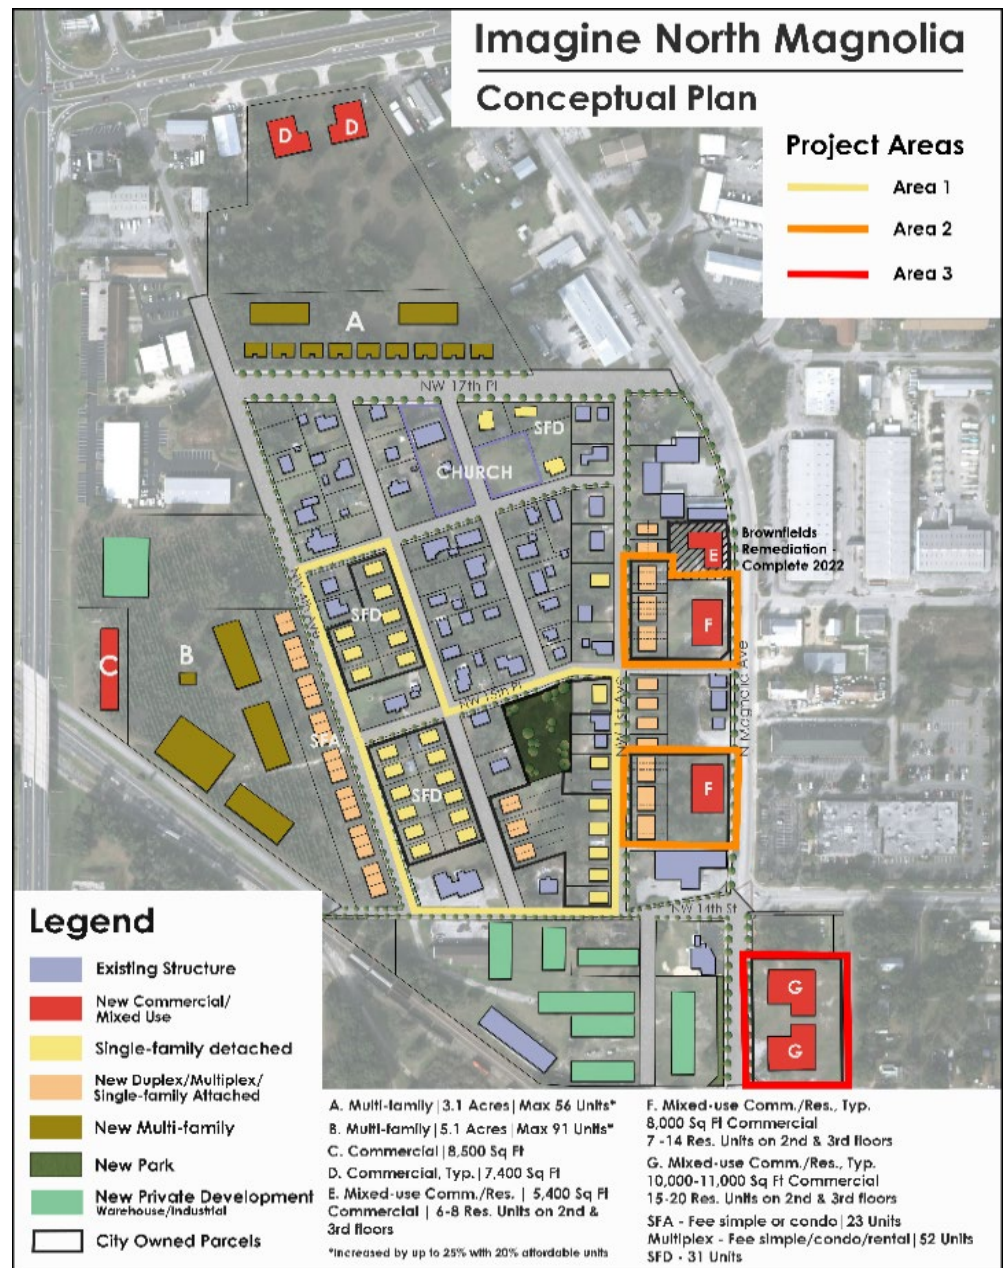 Imagine North Magnolia
Conceptual Plan
Project Areas
Area 1
Area 2
Area 3
D
D
A
NW 17th Pl
SFD
CHURCH
E
Brownfields
Remediation -
Complete 2022
SFD
F
C
B
NW 15th Pl
NW 1st Ave
N Magnolia Ave
SFA
SFD
F
NW 14th St
G
G
Legend
Existing Structure
New Commercial/
Mixed Use
Single-family detached
New Duplex/Multiplex/
Single-family Attached
New Multi-family
New Park
New Private Development
Warehouse/Industrial
City Owned Parcels
A. Multi-family | 3.1 Acres | Max 56 Units*
B. Multi-family | 5.1 Acres | Max 91 Units*
C. Commercial | 8,500 Sq Ft
D. Commercial, Typ. | 7,400 Sq Ft
E. Mixed-use Comm./Res. | 5,400 Sq Ft
Commercial | 6-8 Res. Units on 2nd &
3rd floors
*Increased by up to 25% with 20% affordable units
F. Mixed-use Comm./Res., Typ.
8,000 Sq Ft Commercial
7 -14 Res. Units on 2nd & 3rd floors
G. Mixed-use Comm./Res., Typ.
10,000-11,000 Sq Ft Commercial
15-20 Res. Units on 2nd & 3rd floors
SFA - Fee simple or condo | 23 Units
Multiplex - Fee simple/condo/rental | 52 Units
SFD - 31 Units